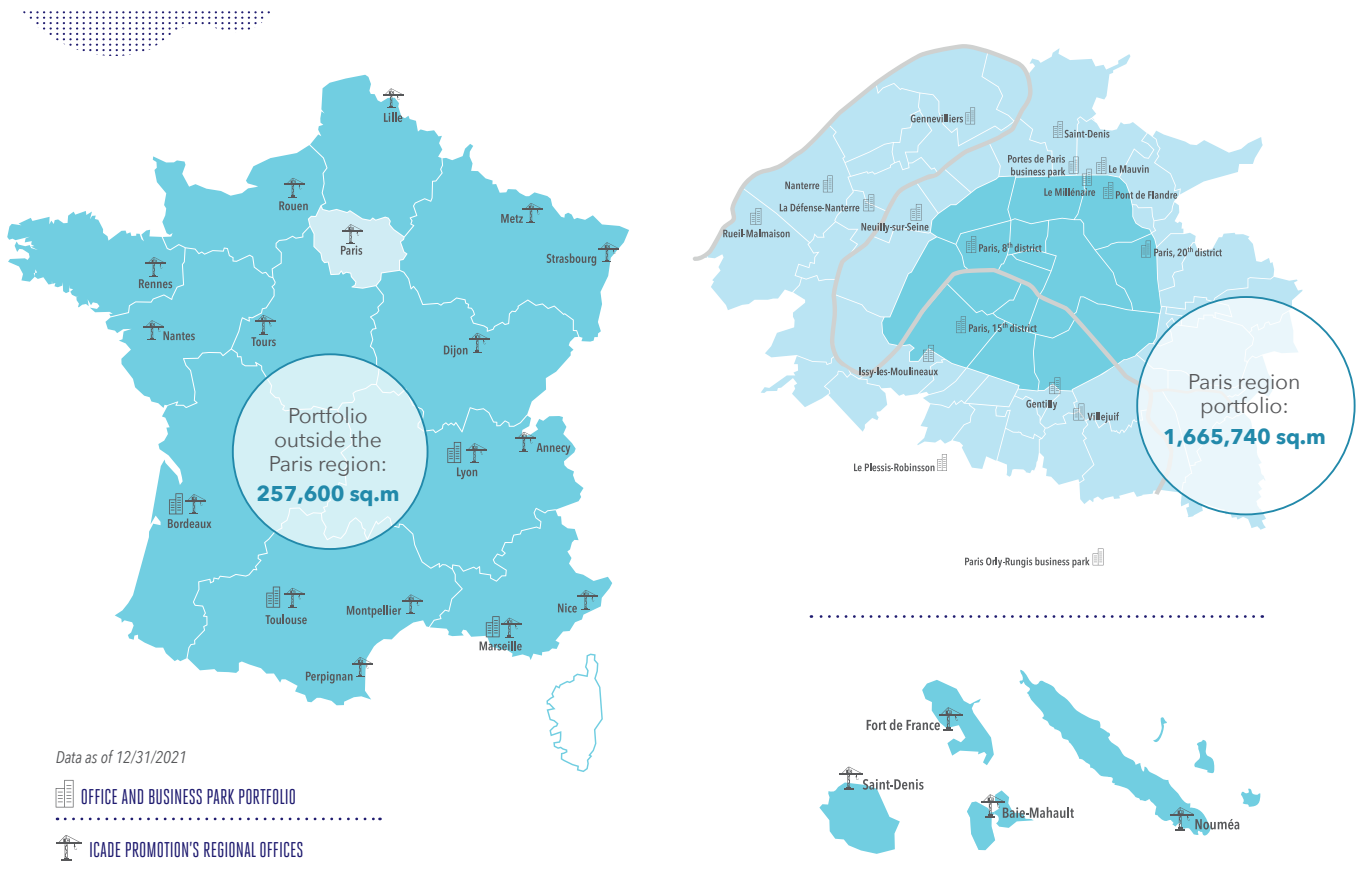 Lille
Rouen
Paris
Metz
Strasbourg
Rennes
Nantes
Tours
Dijon
Portfolio
outside the
Paris region:
257,600 sq.m
Annecy
Lyon
Bordeaux
Toulouse
Montpellier
Nice
Marseille
Perpignan
Data as of 12/31/2021
OFFICE AND BUSINESS PARK PORTFOLIO
ICADE PROMOTION'S REGIONAL OFFICES
Gennevilliers
Saint-Denis
Portes de Paris
business park
Le Mauvin
Nanterre
Le Millénaire
Pont de Flandre
La Défense-Nanterre
Neuilly-sur-Seine
Rueil-Malmaison
Paris, 8th district
Paris, 20th district
Paris, 15th district
Issy-les-Moulineaux
Gentilly
Villejuif
Paris region
portfolio:
1,665,740 sq.m
Le Plessis-Robinsson
Paris Orly-Rungis business park
Fort de France
Saint-Denis
Baie-Mahault
Nouméa